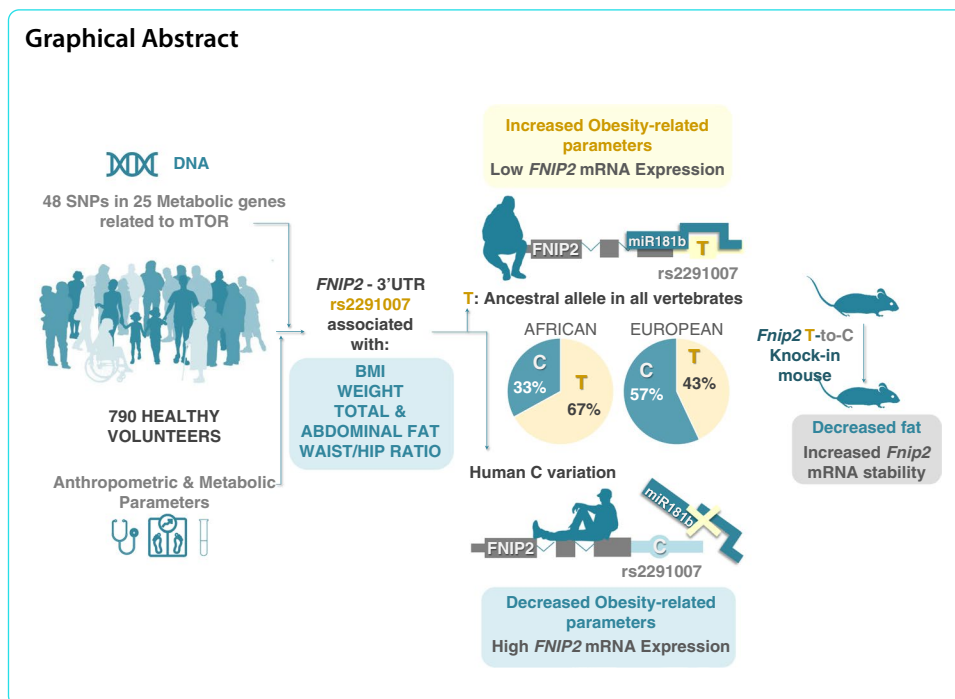 Graphical Abstract
DNA
48 SNPs in 25 Metabolic genes
related to mTOR
790 HEALTHY
VOLUNTEERS
Anthropometric & Metabolic
Parameters
FNIP2 - 3'UTR
rs2291007
associated
with:
BMI
WEIGHT
TOTAL &
ABDOMINAL FAT
WAIST/HIP RATIO
Increased Obesity-related
parameters
Low FNIP2 mRNA Expression
FNIP2
miR181b
T
rs2291007
T: Ancestral allele in all vertebrates
AFRICAN
C
33%
T
67%
EUROPEAN
C
57%
T
43%
Human C variation
miR181b
FNIP2
C
rs2291007
Decreased Obesity-related
parameters
High FNIP2 mRNA Expression
Fnip2 T-to-C
Knock-in
mouse
Decreased fat
Increased Fnip2
mRNA stability